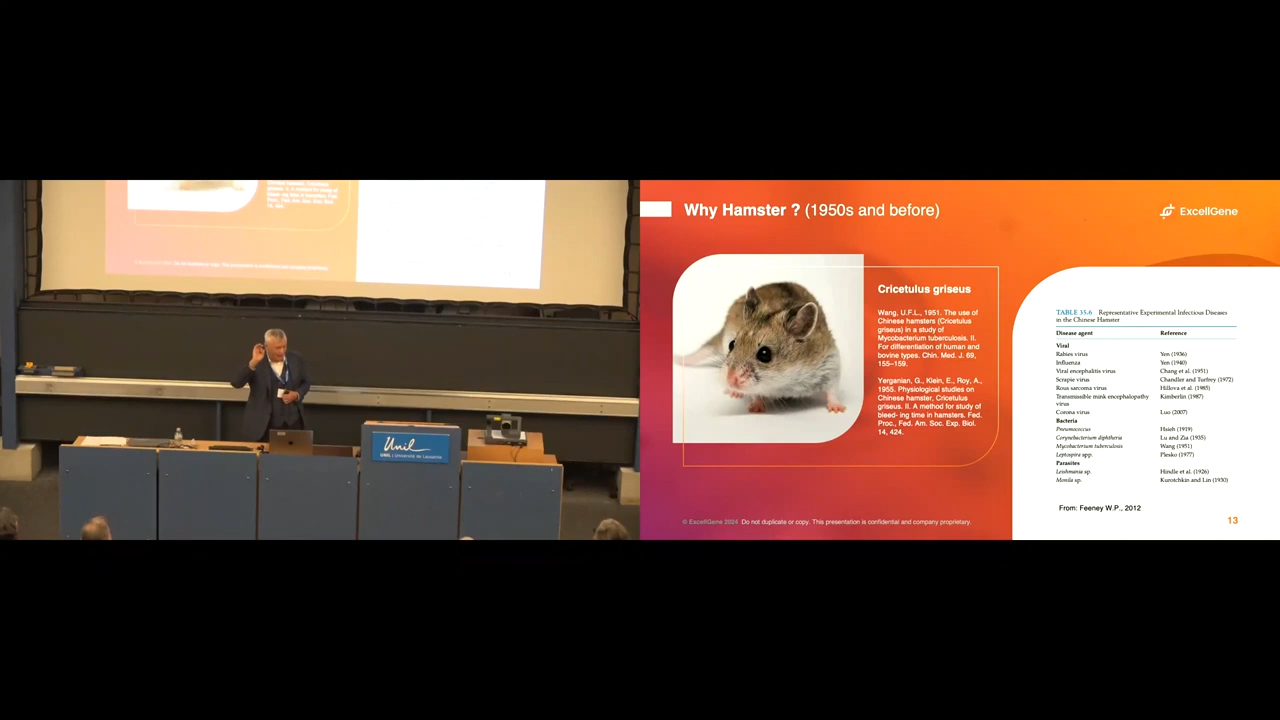 Unil
UNIL | Université de Lausanne
Why Hamster ? (1950s and before)
ExcellGene
Cricetulus griseus
Wang, U.F.L., 1951. The use of
Chinese hamsters (Cricetulus
griseus) in a study of
Mycobacterium tuberculosis. II.
For differentiation of human and
bovine types. Chin. Med. J. 69,
155–159.
Yerganian, G., Klein, E., Roy, A.,
1955. Physiological studies on
Chinese hamster, Cricetulus
griseus. II. A method for study of
bleed- ing time in hamsters. Fed.
Proc., Fed. Am. Soc. Exp. Biol.
14, 424.
TABLE 35.6 Representative Experimental Infectious Diseases
in the Chinese Hamster
Disease agent Reference
Viral
Rabies virus Yen (1936)
Influenza Yen (1940)
Viral encephalitis virus Chang et al. (1951)
Scrapie virus Chandler and Turfrey (1972)
Rous sarcoma virus Hillova et al. (1985)
Transmissible mink encephalopathy Kimberlin (1987)
virus
Corona virus Luo (2007)
Bacteria
Pneumococcus Hsieh (1919)
Corynebacterium diphtheria Lu and Zia (1935)
Mycobacterium tuberculosis Wang (1951)
Leptospira spp. Plesko (1977)
Parasites
Leishmania sp. Hindle et al. (1926)
Monila sp. Kurotchkin and Lin (1930)
From: Feeney W.P., 2012
© ExcellGene 2024 Do not duplicate or copy. This presentation is confidential and company proprietary.
13